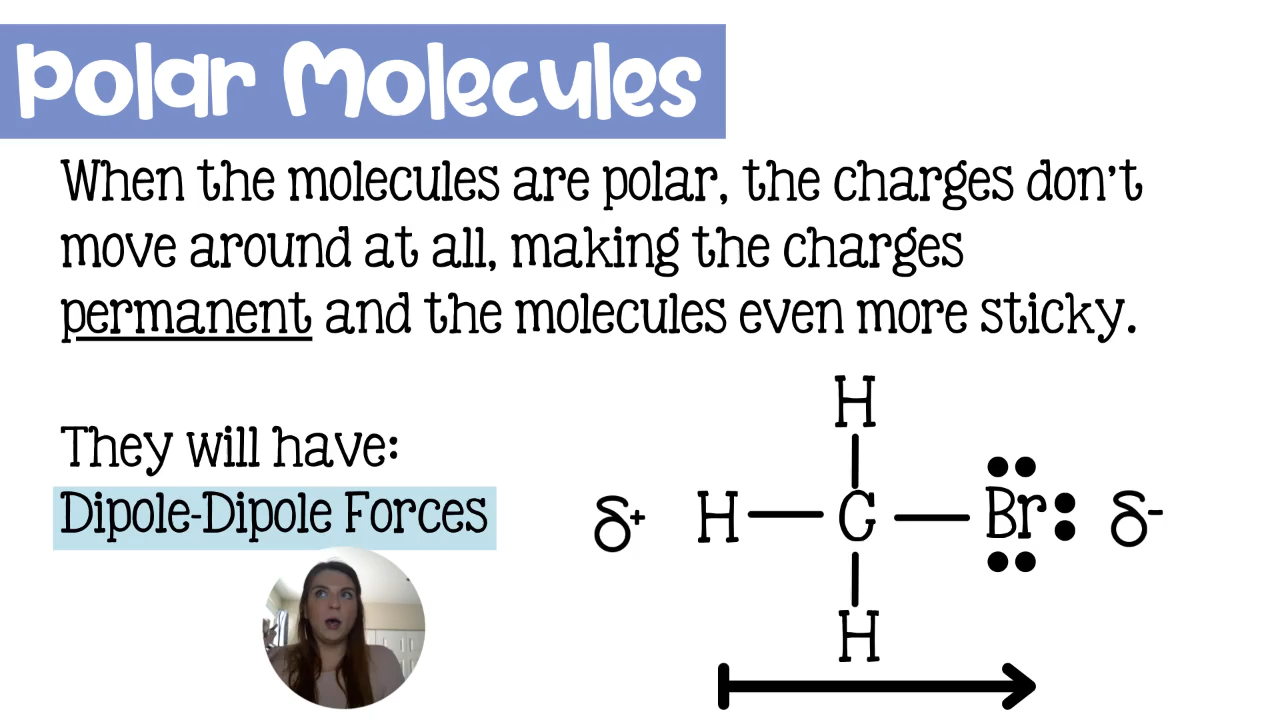 Polar Molecules
When the molecules are polar, the charges don't
move around at all, making the charges
permanent and the molecules even more sticky.
They will have:
Dipole-Dipole Forces
H
δ+ H C Br δ-
H